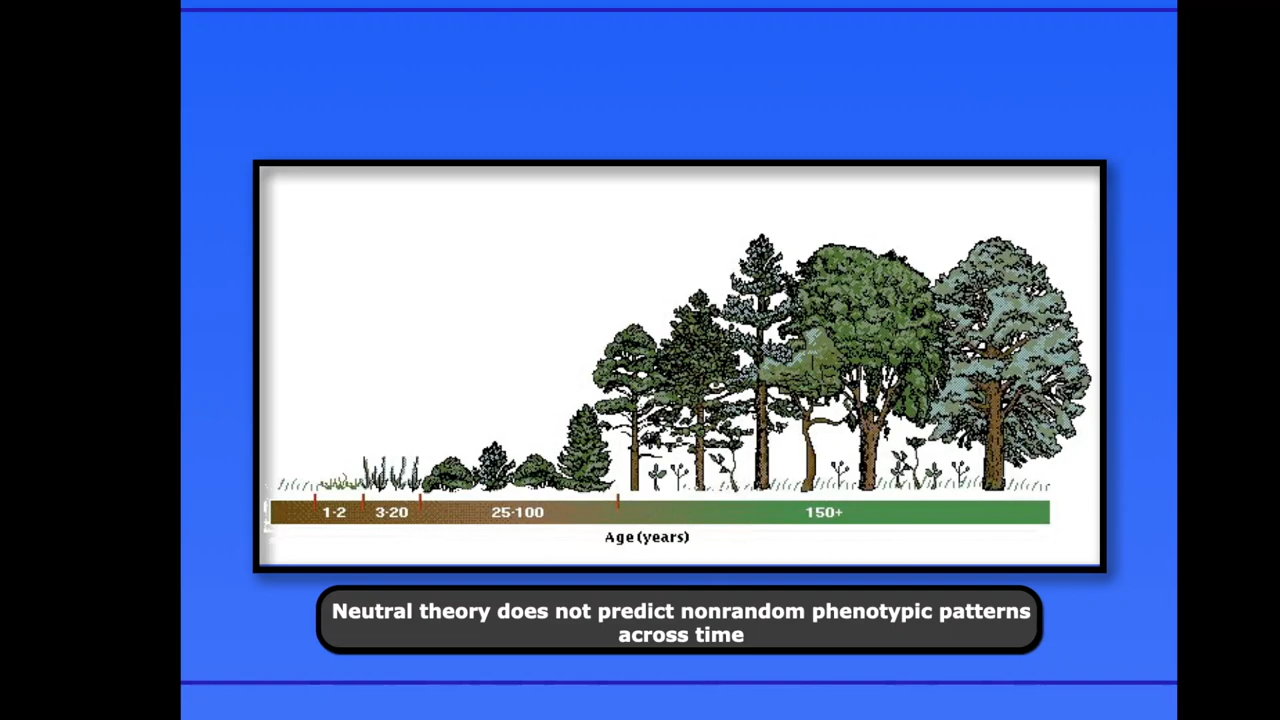 1-2 3-20 25-100 150+
Age (years)
Neutral theory does not predict nonrandom phenotypic patterns
across time